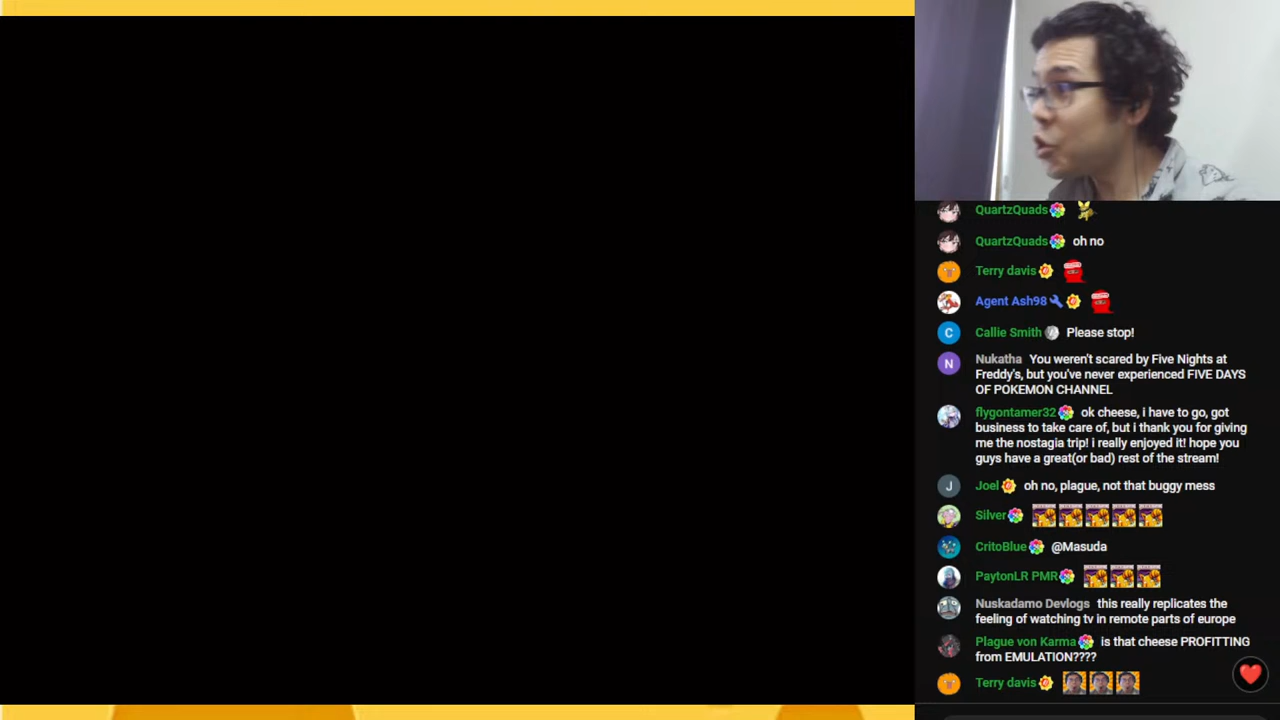 QuartzQuads
QuartzQuads oh no
Terry davis
Agent Ash98
C
Callie Smith Please stop!
N
Nukatha You weren't scared by Five Nights at
Freddy's, but you've never experienced FIVE DAYS
OF POKEMON CHANNEL
flygontamer32 ok cheese, i have to go, got
business to take care of, but i thank you for giving
me the nostagia trip! i really enjoyed it! hope you
guys have a great(or bad) rest of the stream!
J
Joel oh no, plague, not that buggy mess
Silver
CritoBlue @Masuda
PaytonLR PMR
Nuskadamo Devlogs this really replicates the
feeling of watching tv in remote parts of europe
Plague von Karma is that cheese PROFITTING
from EMULATION????
Terry davis